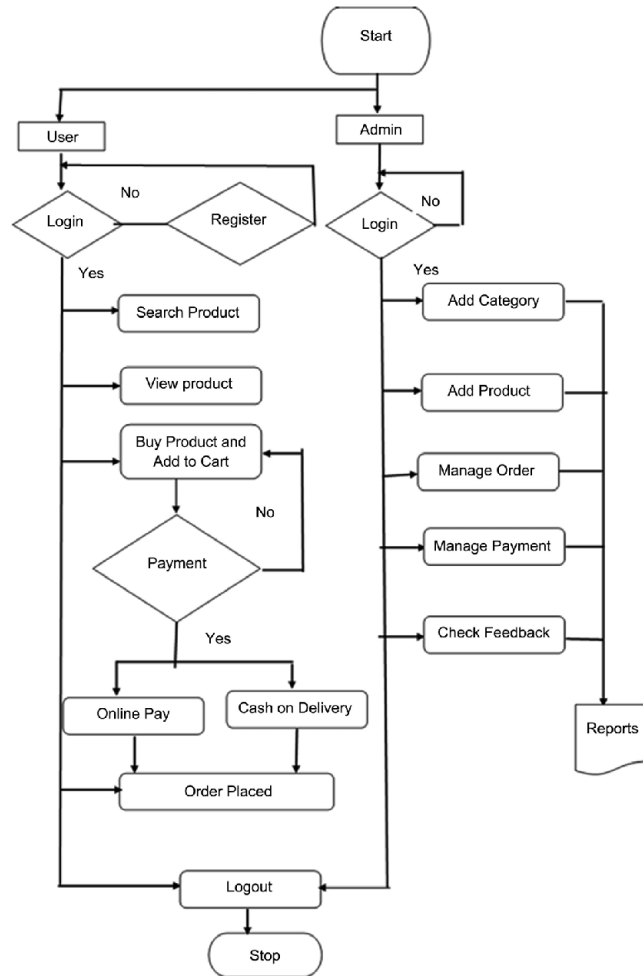 Start
User
Admin
No
No
Login
Register
Login
Yes
Yes
Search Product
Add Category
View product
Add Product
Buy Product and
Add to Cart
Manage Order
No
Payment
Manage Payment
Yes
Check Feedback
Online Pay
Cash on Delivery
Reports
Order Placed
Logout
Stop